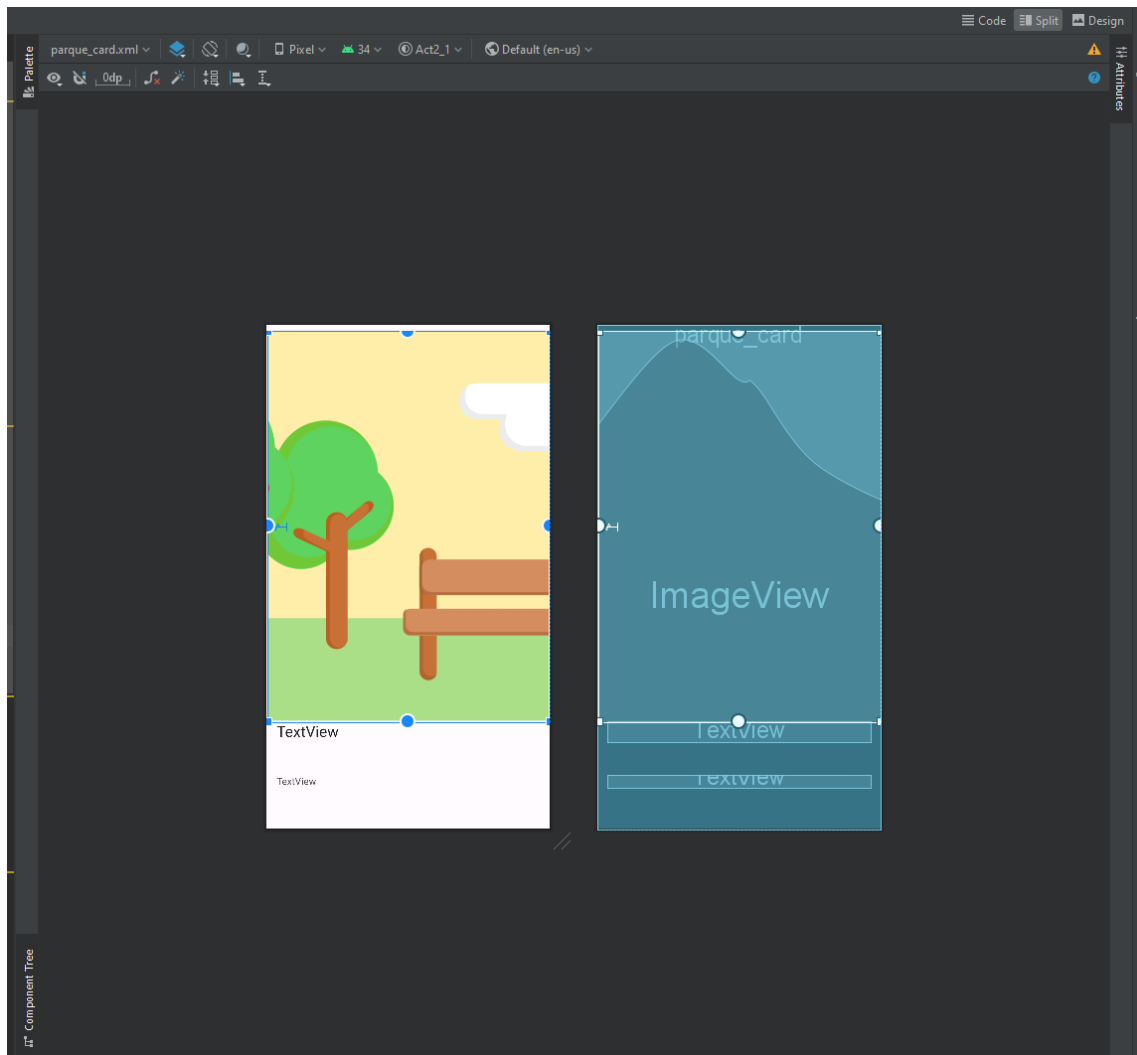 Code Split Design
Palette
parque_card.xml Pixel 34 Act2_1 Default (en-us)
Attributes
0dp
parque_card
ImageView
TextView
TextView
TextView
TextView
Component Tree